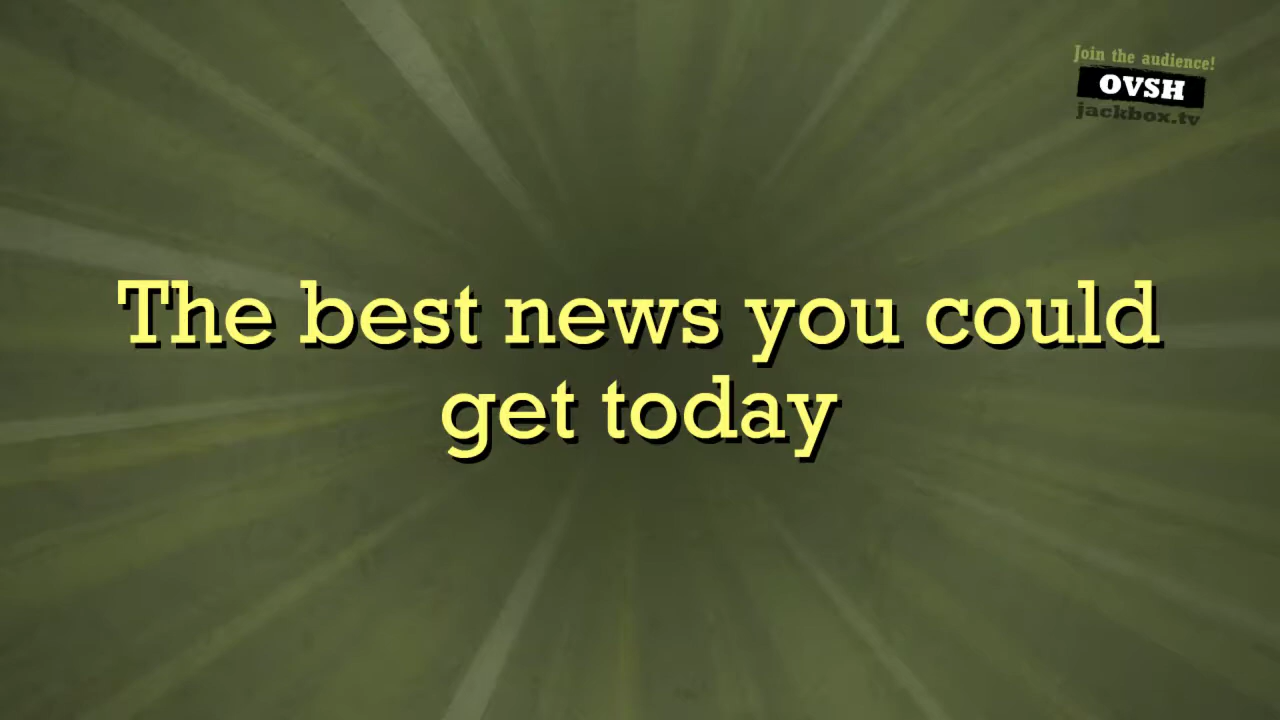 Join the audience!
OVSH
jackbox.tv
The best news you could
get today